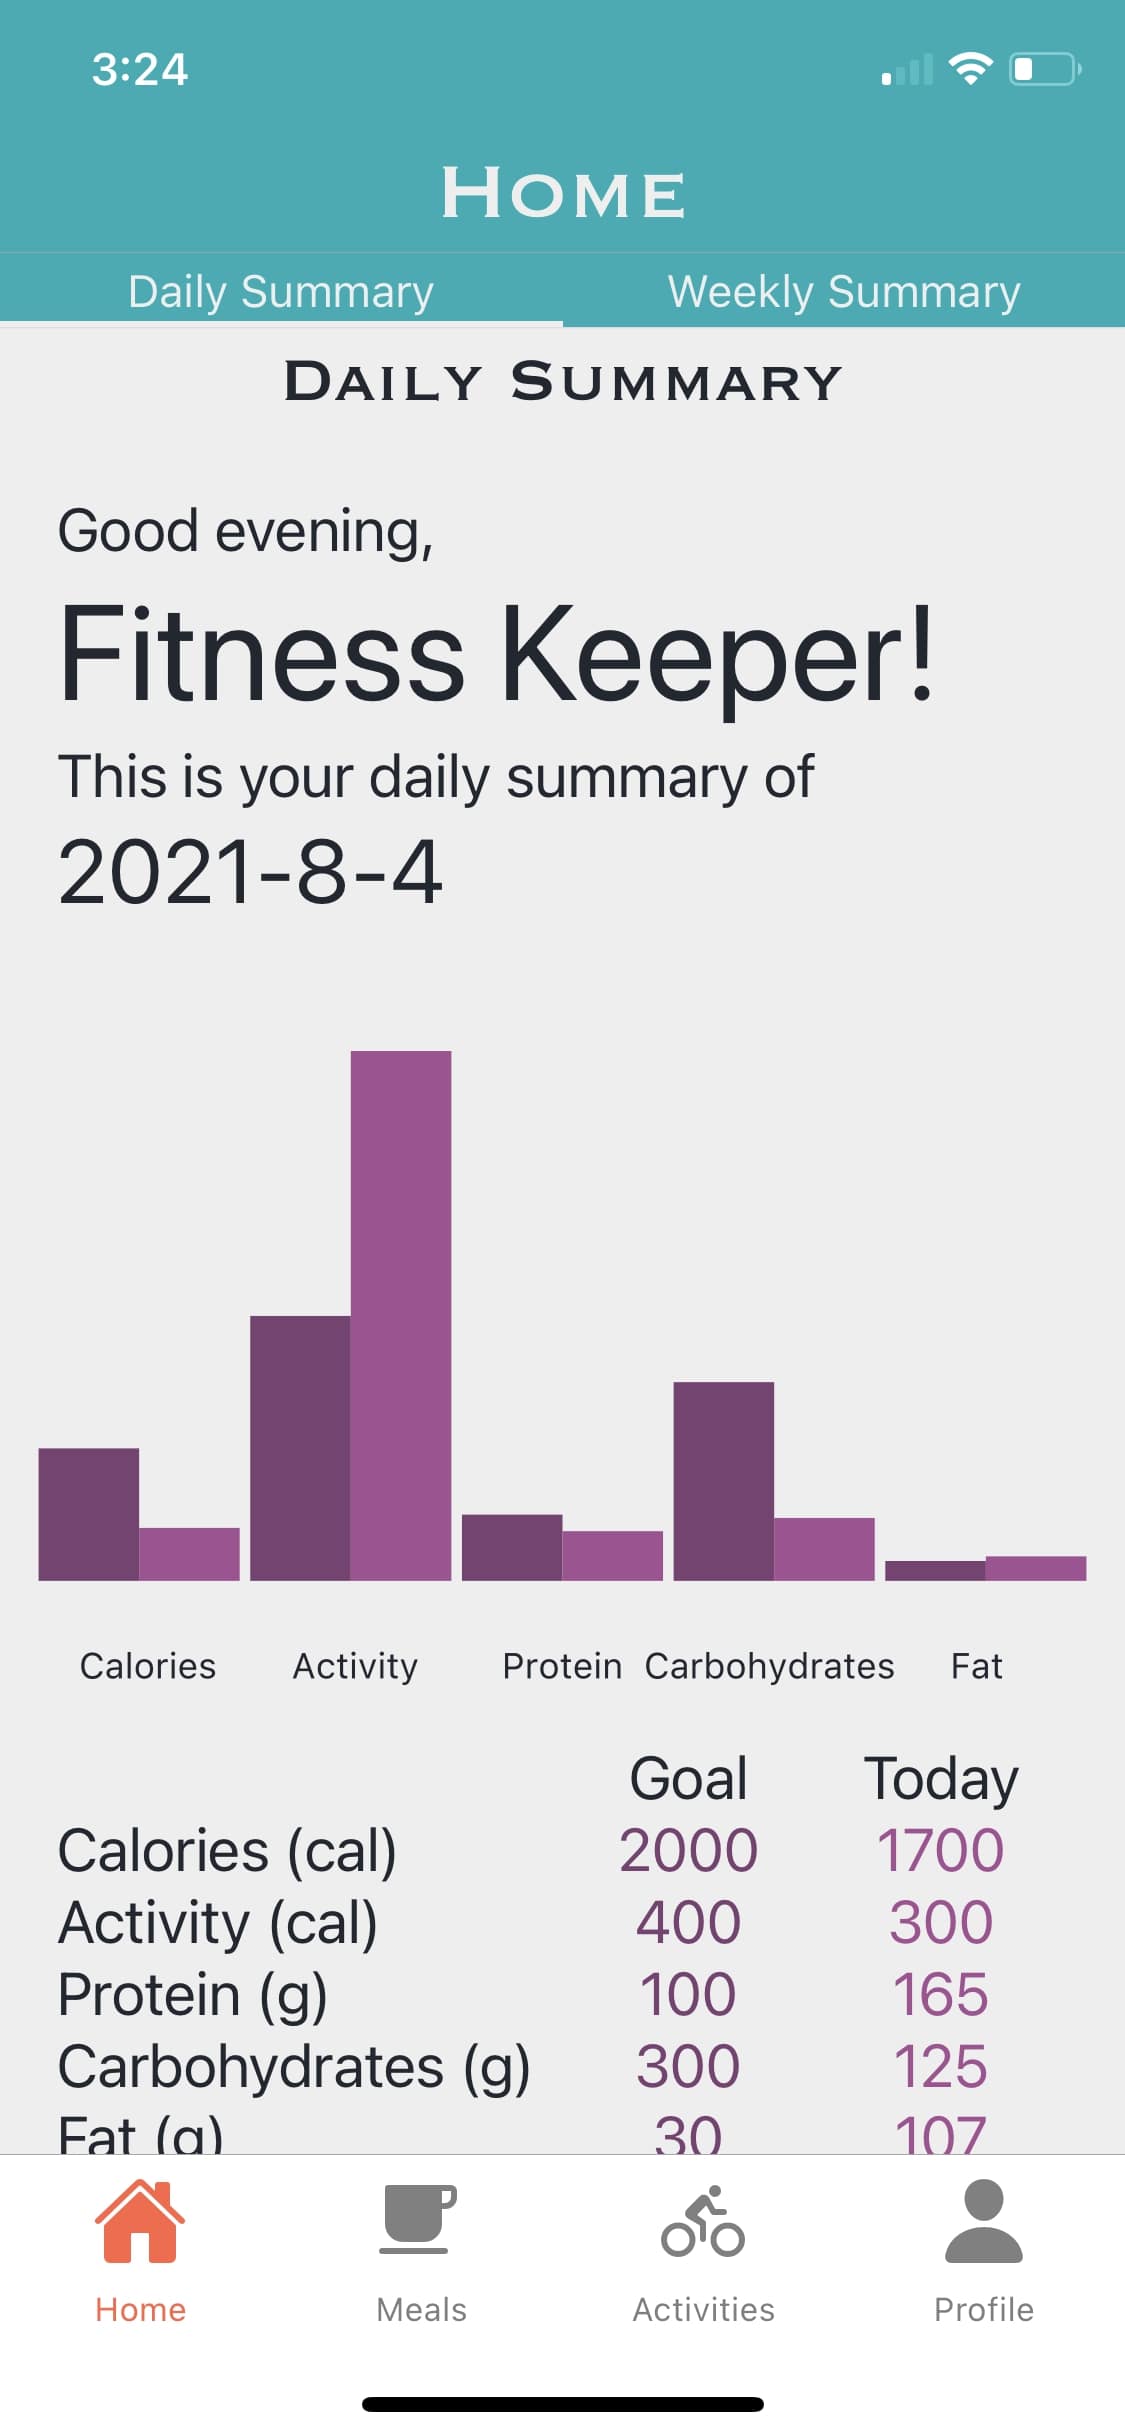 3:24
HOME
Daily Summary Weekly Summary
DAILY SUMMARY
Good evening,
Fitness Keeper!
This is your daily summary of
2021-8-4
Calories Activity Protein Carbohydrates Fat
Goal Today
Calories (cal) 2000 1700
Activity (cal) 400 300
Protein (g) 100 165
Carbohydrates (g) 300 125
Fat (g) 30 107
Home Meals Activities Profile